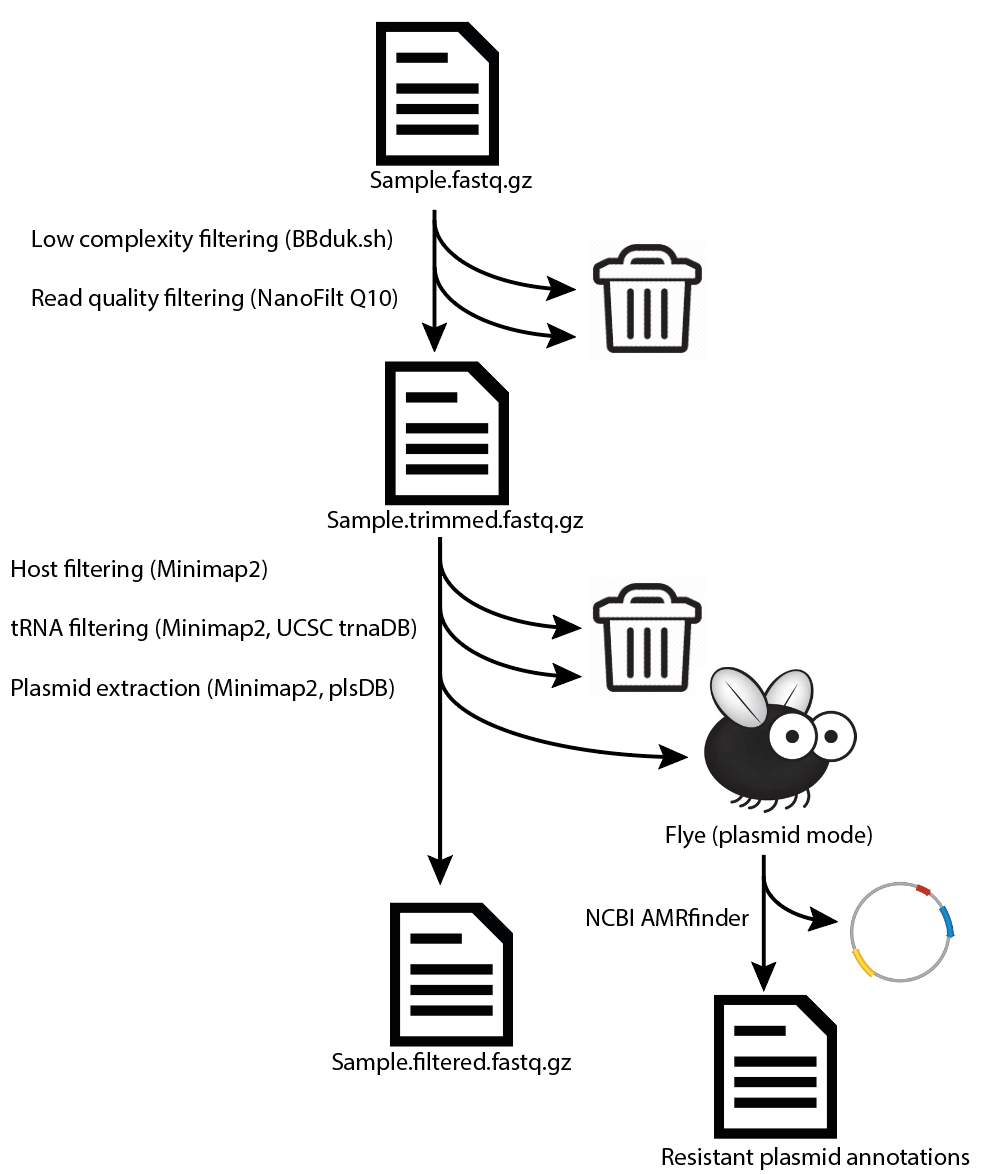 Sample.fastq.gz
Low complexity filtering (BBduk.sh)
Read quality filtering (NanoFilt Q10)
Sample.trimmed.fastq.gz
Host filtering (Minimap2)
tRNA filtering (Minimap2, UCSC trnaDB)
Plasmid extraction (Minimap2, plsDB)
Flye (plasmid mode)
NCBI AMRfinder
Sample.filtered.fastq.gz
Resistant plasmid annotations